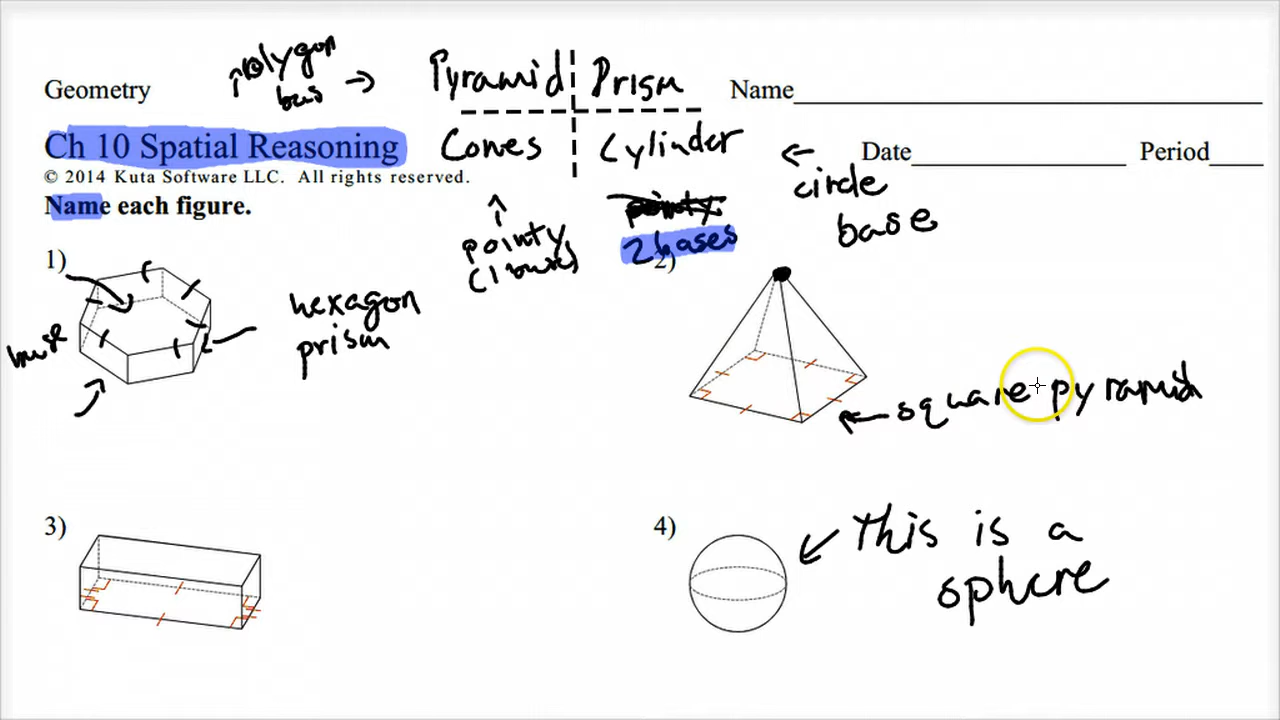 polygon
Pyramid Prism
Geometry
Name
Cones Cylinder
Ch 10 Spatial Reasoning
Date
Period
© 2014 Kuta Software LLC. All rights reserved.
circle
base
Name each figure.
pointy
2 bases
1)
hexagon
prism
2)
square pyramid
3)
4)
this is a
sphere